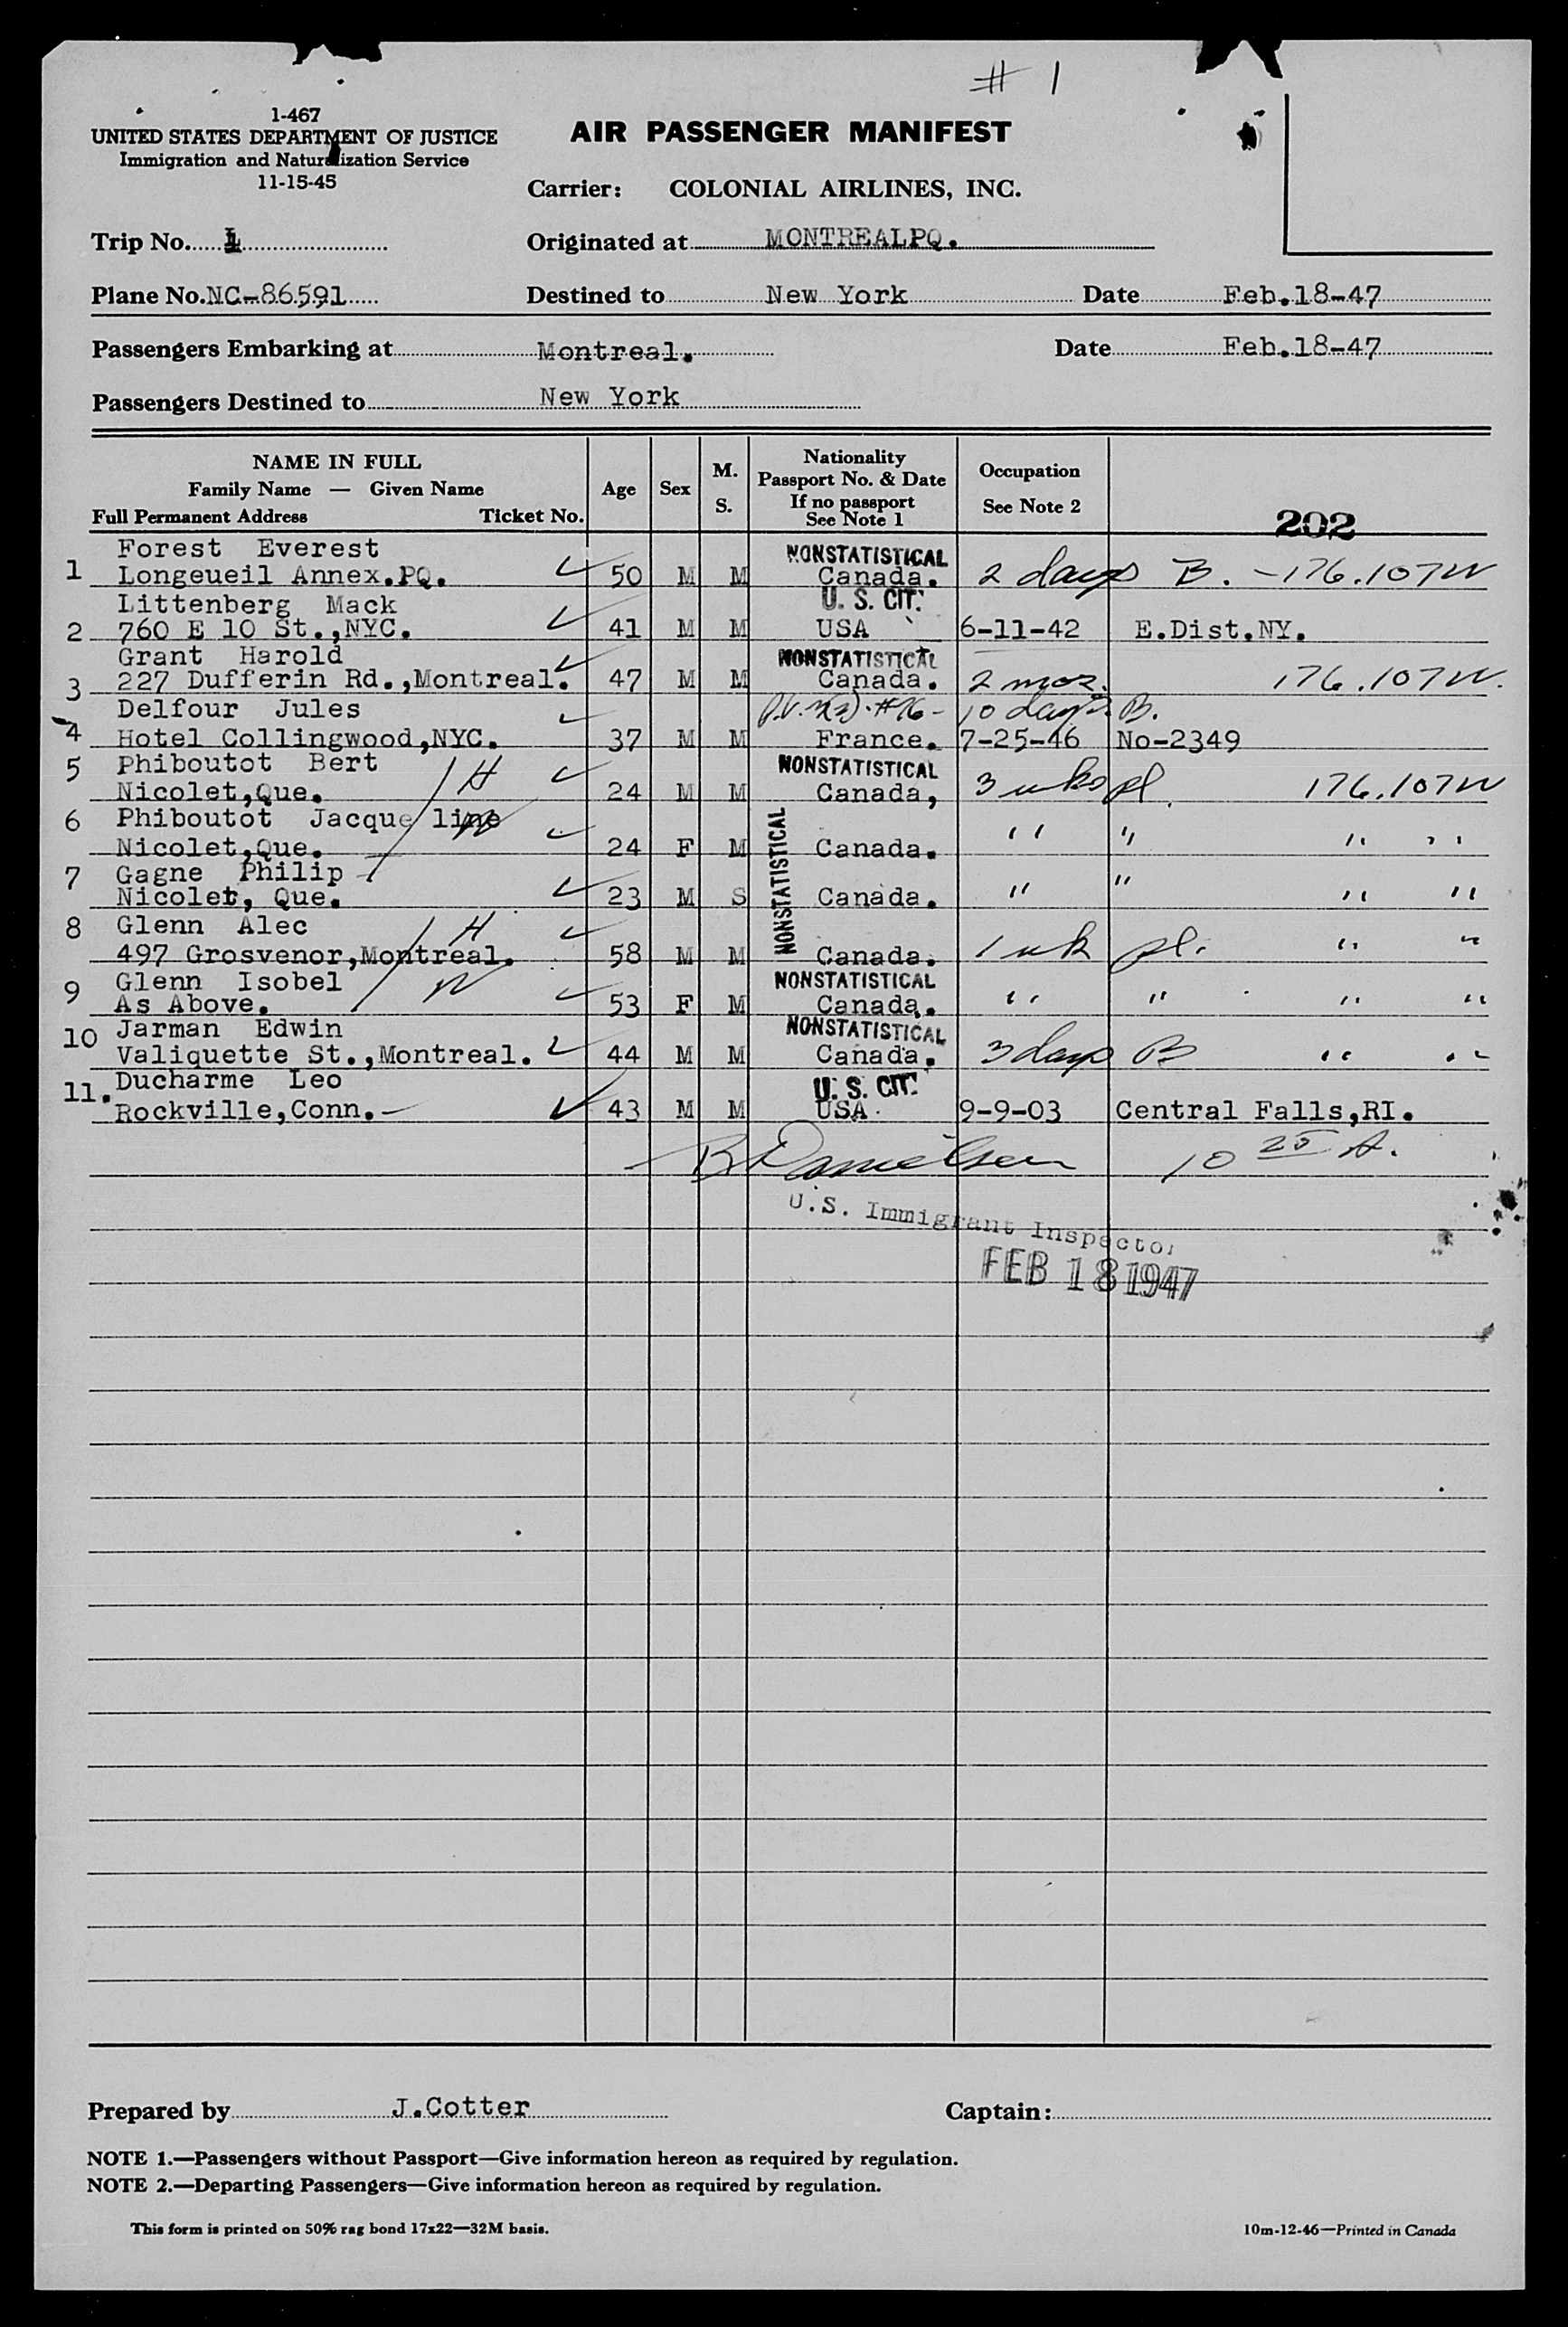 # 1
1-467
UNITED STATES DEPARTMENT OF JUSTICE
Immigration and Naturalization Service
11-15-45
AIR PASSENGER MANIFEST
Carrier: COLONIAL AIRLINES, INC.
Trip No. 1 Originated at MONTREALPQ.
Plane No. NC-86591 Destined to New York Date Feb.18-47
Passengers Embarking at Montreal. Date Feb.18-47
Passengers Destined to New York
NAME IN FULL
Family Name — Given Name
Full Permanent Address Ticket No.
Age
Sex
M.
S.
Nationality
Passport No. & Date
If no passport
See Note 1
Occupation
See Note 2
202
Forest Everest NONSTATISTICAL
1 Longeueil Annex.PQ. 50 M M Canada. 2 days B. - 176.107W
Littenberg Mack U. S. CIT.
2 760 E 10 St.,NYC. 41 M M USA 6-11-42 E.Dist.NY.
Grant Harold NONSTATISTICAL
3 227 Dufferin Rd.,Montreal. 47 M M Canada. 2 mos. 176.107W.
Delfour Jules 10 days B.
4 Hotel Collingwood,NYC. 37 M M France. 7-25-46 No-2349
5 Phiboutot Bert H NONSTATISTICAL
Nicolet,Que. 24 M M Canada, 3 wks pl. 176.107W
6 Phiboutot Jacqueline W
Nicolet,Que. 24 F M Canada. " " " "
7 Gagne Philip NONSTATISTICAL
Nicolet, Que. 23 M S Canada. " " " "
8 Glenn Alec H
497 Grosvenor,Montreal. 58 M M Canada. 1 wk pl. " "
9 Glenn Isobel W NONSTATISTICAL
As Above. 53 F M Canada. " " " "
10 Jarman Edwin NONSTATISTICAL
Valiquette St.,Montreal. 44 M M Canada. 3 days B " "
11. Ducharme Leo U. S. CIT.
Rockville,Conn. 43 M M USA 9-9-03 Central Falls,RI.
B Danielsen 10 25 A.
U.S. Immigrant Inspector
FEB 18 1947
Prepared by J.Cotter Captain:
NOTE 1.—Passengers without Passport—Give information hereon as required by regulation.
NOTE 2.—Departing Passengers—Give information hereon as required by regulation.
This form is printed on 50% rag bond 17x22—32M basis. 10m-12-46—Printed in Canada